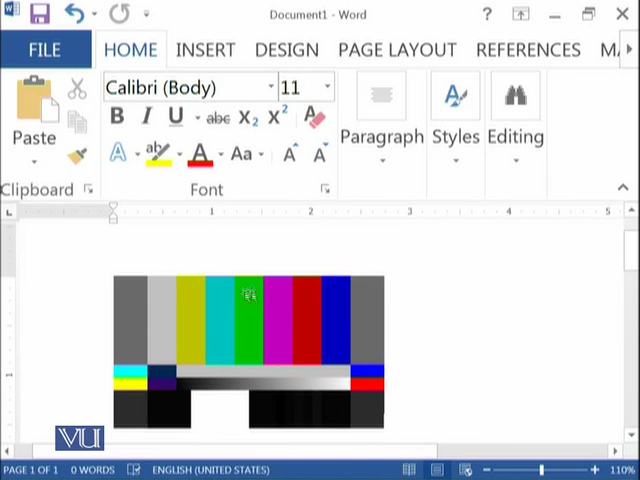 Document1 - Word
?
FILE HOME INSERT DESIGN PAGE LAYOUT REFERENCES
Calibri (Body) 11
B I U abc X2 X2
A ab A Aa A A
Paste
Paragraph Styles Editing
Clipboard Font
L 1 2 3 4 5
1
VU
PAGE 1 OF 1 0 WORDS ENGLISH (UNITED STATES) 110%